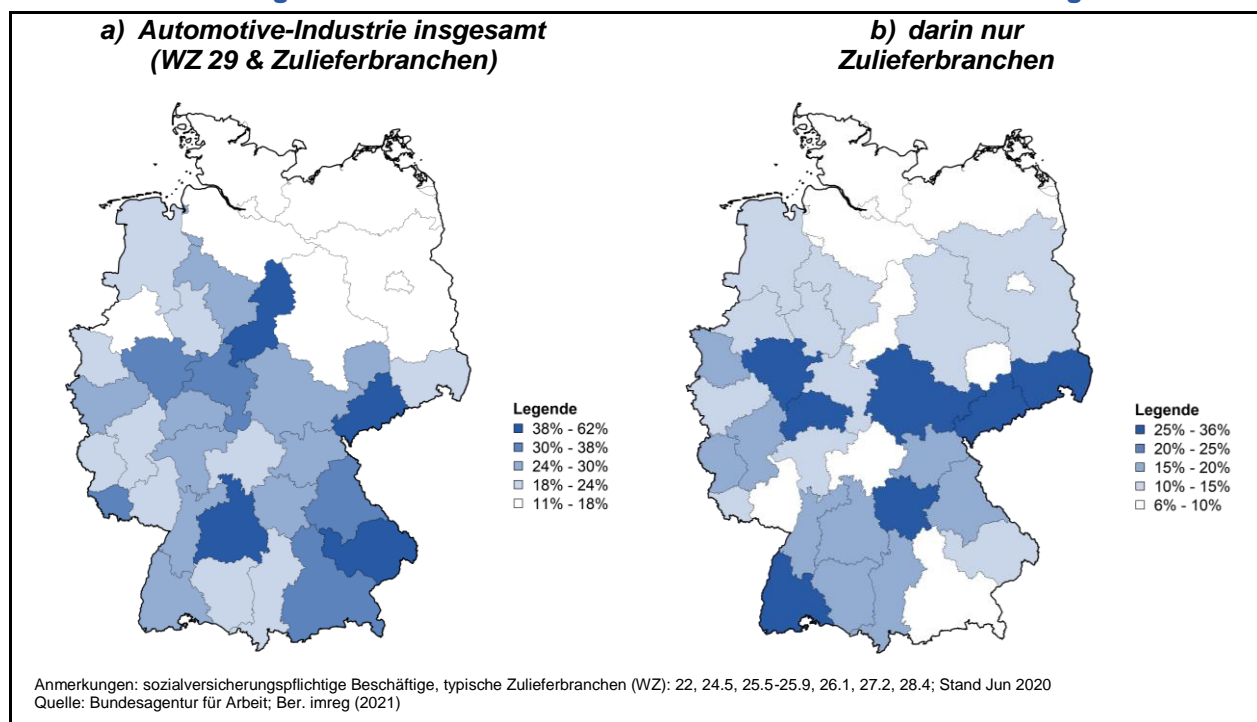 a) Automotive-Industrie insgesamt
(WZ 29 & Zulieferbranchen)
b) darin nur
Zulieferbranchen
Legende
38% - 62%
30% - 38%
24% - 30%
18% - 24%
11% - 18%
Legende
25% - 36%
20% - 25%
15% - 20%
10% - 15%
6% - 10%
Anmerkungen: sozialversicherungspflichtige Beschäftige, typische Zulieferbranchen (WZ): 22, 24.5, 25.5-25.9, 26.1, 27.2, 28.4; Stand Jun 2020
Quelle: Bundesagentur für Arbeit; Ber. imreg (2021)